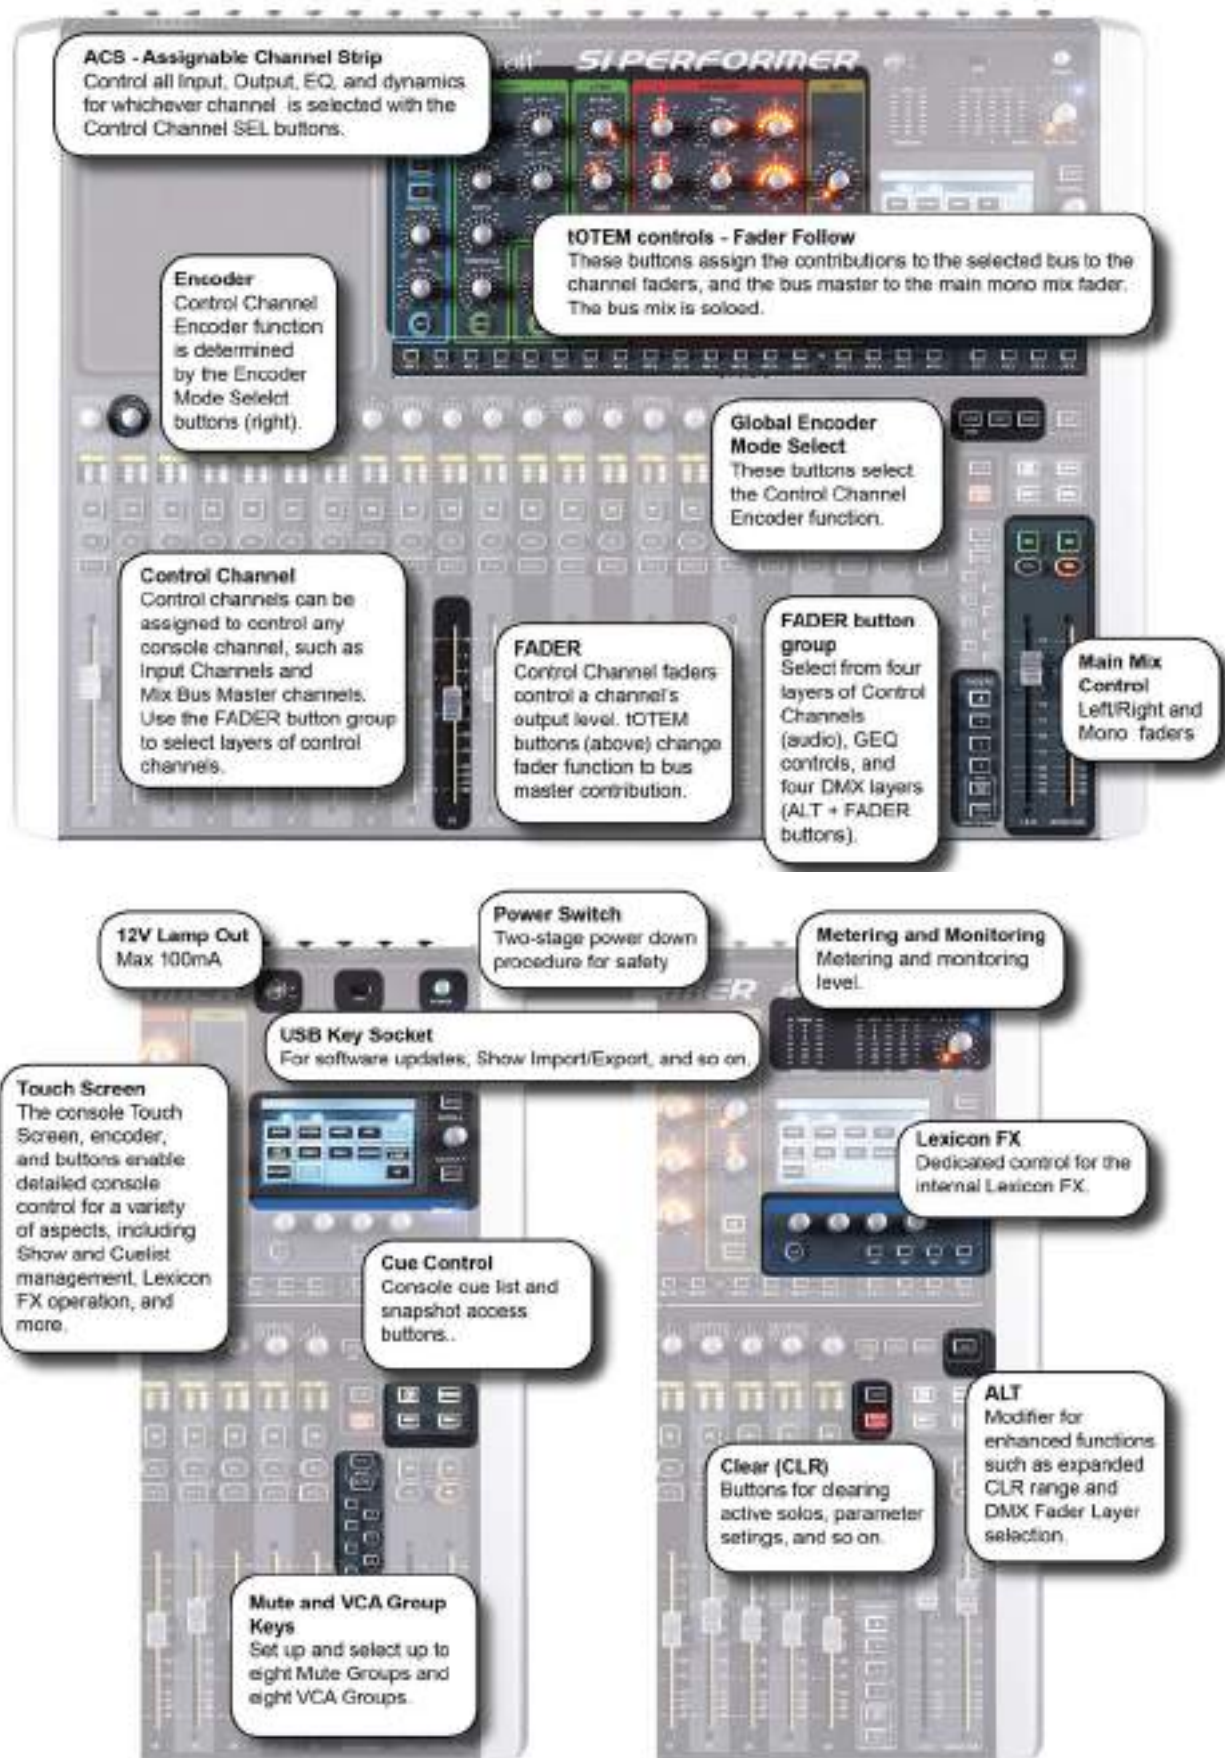 ACS - Assignable Channel Strip
Control all Input, Output, EQ, and dynamics
for whichever channel is selected with the
Control Channel SEL buttons.
SI PERFORMER
tOTEM controls - Fader Follow
These buttons assign the contributions to the selected bus to the
channel faders, and the bus master to the main mono mix fader.
The bus mix is soloed.
Encoder
Control Channel
Encoder function
is determined
by the Encoder
Mode Selelct
buttons (right).
Global Encoder
Mode Select
These buttons select
the Control Channel
Encoder function.
Control Channel
Control channels can be
assigned to control any
console channel, such as
Input Channels and
Mix Bus Master channels.
Use the FADER button group
to select layers of control
channels.
FADER
Control Channel faders
control a channel's
output level. tOTEM
buttons (above) change
fader function to bus
master contribution.
FADER button
group
Select from four
layers of Control
Channels
(audio), GEQ
controls, and
four DMX layers
(ALT + FADER
buttons).
Main Mix
Control
Left/Right and
Mono faders
12V Lamp Out
Max 100mA
Power Switch
Two-stage power down
procedure for safety
Metering and Monitoring
Metering and monitoring
level.
USB Key Socket
For software updates, Show Import/Export, and so on.
Touch Screen
The console Touch
Screen, encoder,
and buttons enable
detailed console
control for a variety
of aspects, including
Show and Cuelist
management, Lexicon
FX operation, and
more.
Lexicon FX
Dedicated control for the
internal Lexicon FX.
Cue Control
Console cue list and
snapshot access
buttons..
ALT
Modifier for
enhanced functions
such as expanded
CLR range and
DMX Fader Layer
selection.
Clear (CLR)
Buttons for clearing
active solos, parameter
setings, and so on.
Mute and VCA Group
Keys
Set up and select up to
eight Mute Groups and
eight VCA Groups.